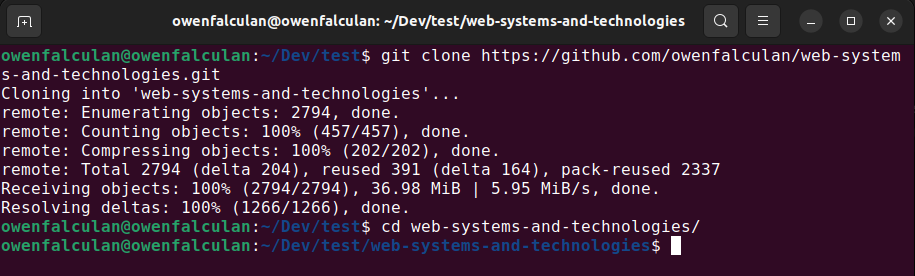 owenfalculan@owenfalculan: ~/Dev/test/web-systems-and-technologies
owenfalculan@owenfalculan:~/Dev/test$ git clone https://github.com/owenfalculan/web-system
s-and-technologies.git
Cloning into 'web-systems-and-technologies'...
remote: Enumerating objects: 2794, done.
remote: Counting objects: 100% (457/457), done.
remote: Compressing objects: 100% (202/202), done.
remote: Total 2794 (delta 204), reused 391 (delta 164), pack-reused 2337
Receiving objects: 100% (2794/2794), 36.98 MiB | 5.95 MiB/s, done.
Resolving deltas: 100% (1266/1266), done.
owenfalculan@owenfalculan:~/Dev/test$ cd web-systems-and-technologies/
owenfalculan@owenfalculan:~/Dev/test/web-systems-and-technologies$